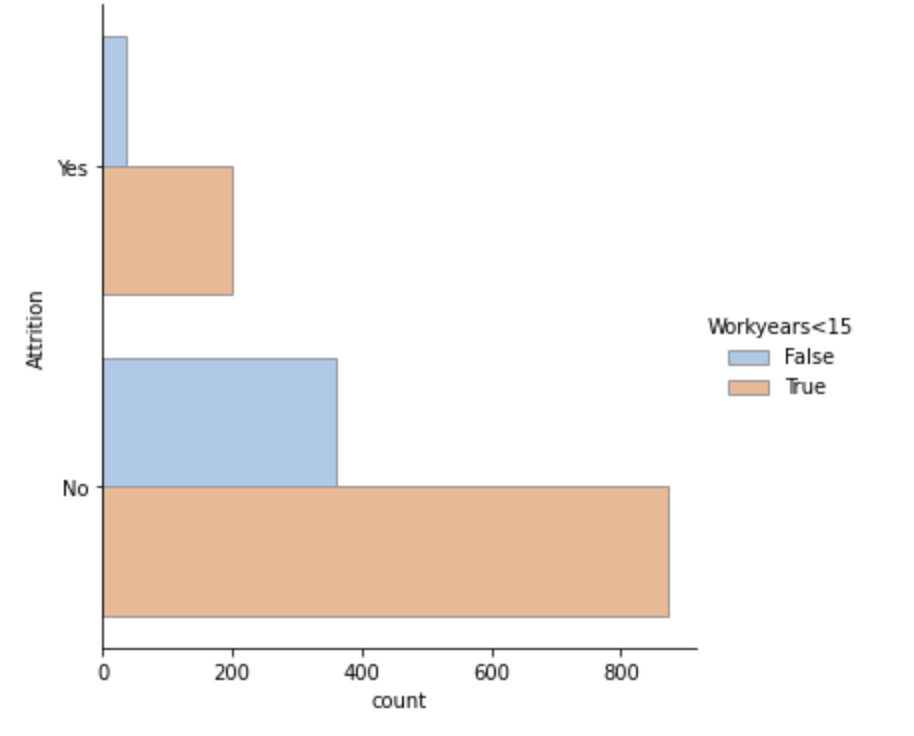 Yes
No
Attrition
0 200 400 600 800
count
Workyears<15
False
True